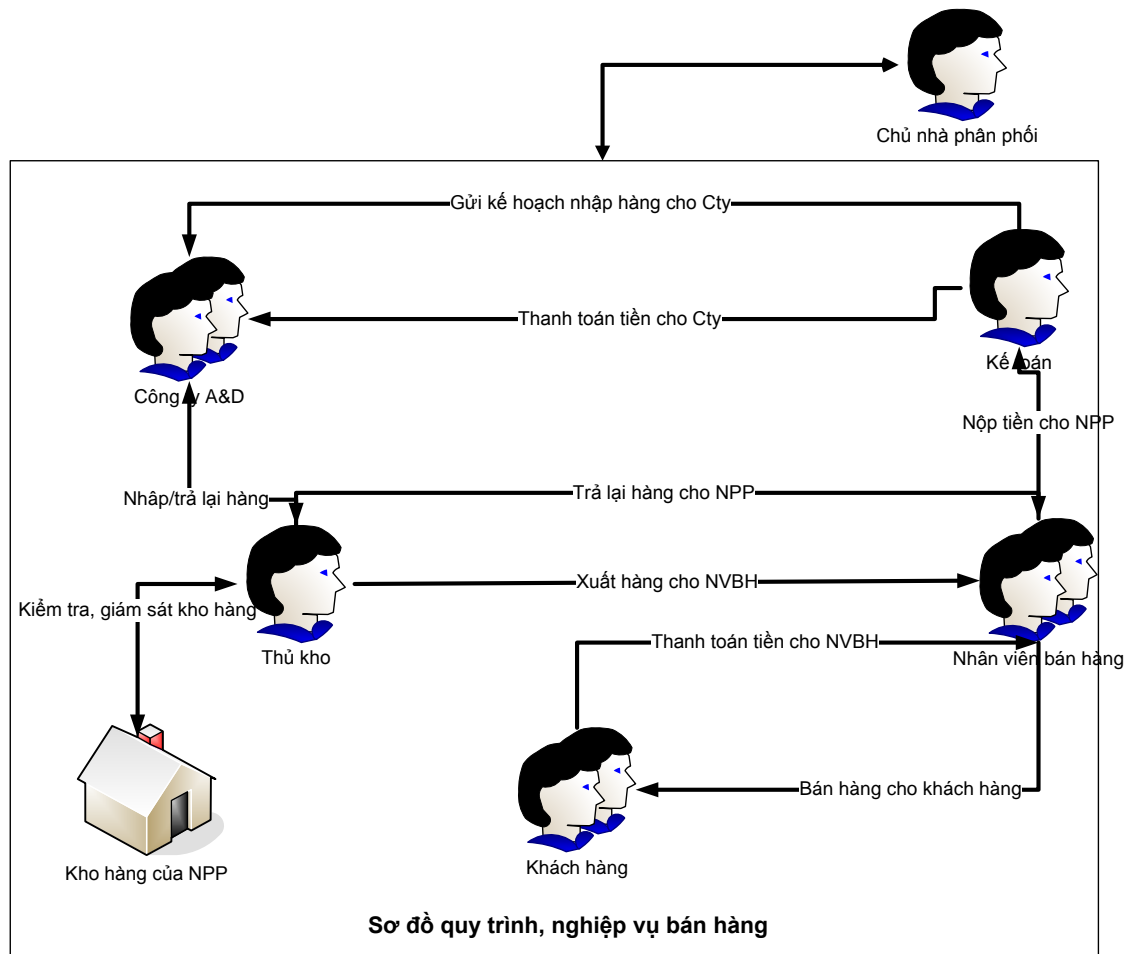 Chủ nhà phân phối
Gửi kế hoạch nhập hàng cho Cty
Thanh toán tiền cho Cty
Kế toán
Công ty A&D
Nộp tiền cho NPP
Nhâp/trả lại hàng
Trả lại hàng cho NPP
Xuất hàng cho NVBH
Kiểm tra, giám sát kho hàng
Thanh toán tiền cho NVBH
Thủ kho
Nhân viên bán hàng
Bán hàng cho khách hàng
Khách hàng
Kho hàng của NPP
Sơ đồ quy trình, nghiệp vụ bán hàng